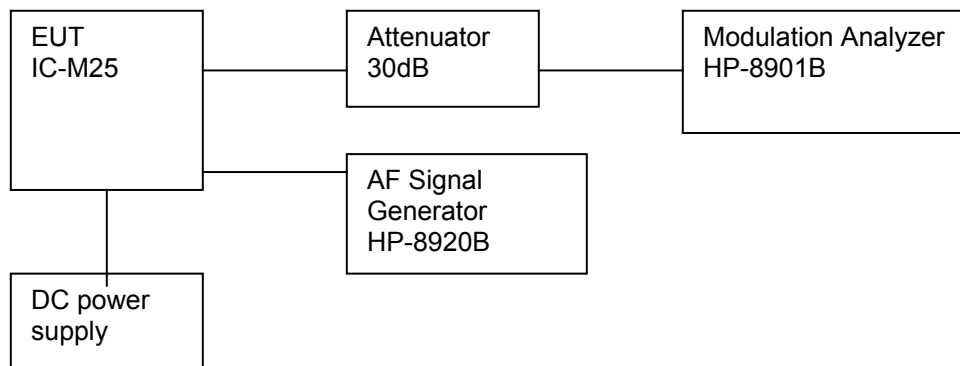 EUT
IC-M25
Attenuator
30dB
Modulation Analyzer
HP-8901B
AF Signal
Generator
HP-8920B
DC power
supply